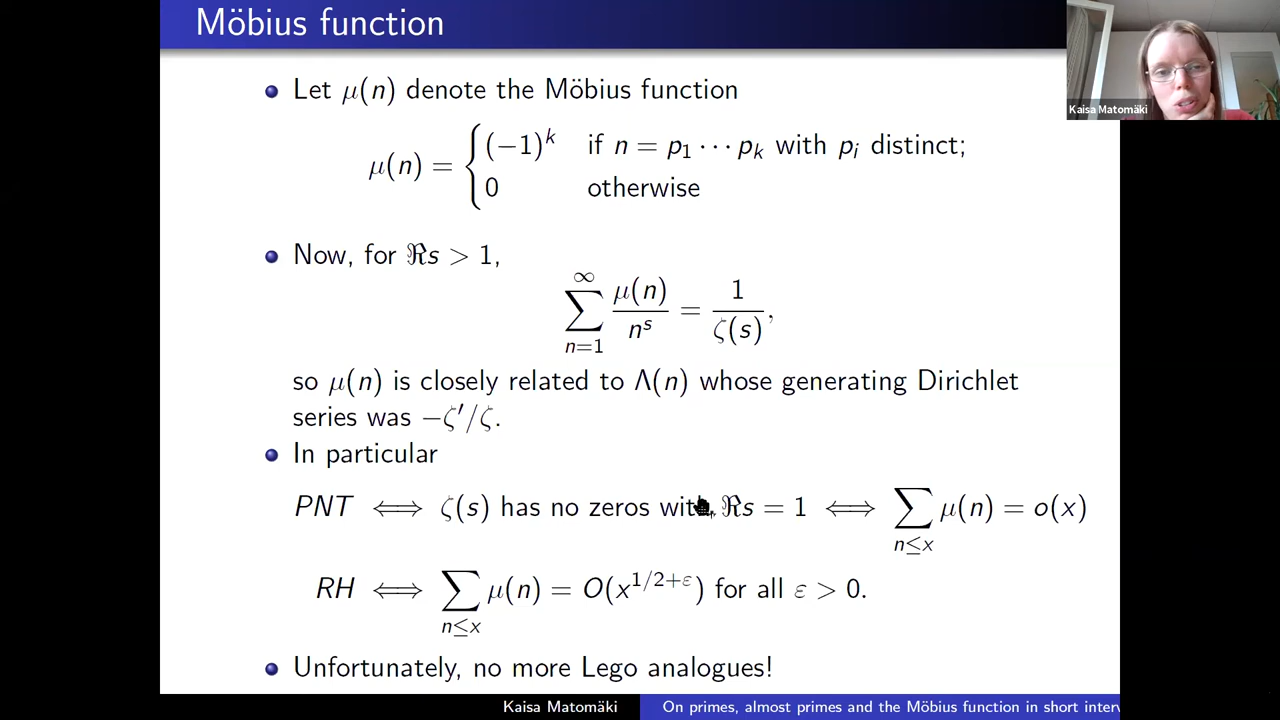 Möbius function
Kaisa Matomäki
Let μ(n) denote the Möbius function
μ(n) = { (−1)^k if n = p₁ ⋯ p_k with p_i distinct;
0 otherwise
Now, for ℜs > 1,
∑_{n=1}^{∞} μ(n)/n^s = 1/ζ(s),
so μ(n) is closely related to Λ(n) whose generating Dirichlet
series was −ζ′/ζ.
In particular
PNT ⟺ ζ(s) has no zeros with ℜs = 1 ⟺ ∑_{n≤x} μ(n) = o(x)
RH ⟺ ∑_{n≤x} μ(n) = O(x^{1/2+ε}) for all ε > 0.
Unfortunately, no more Lego analogues!
Kaisa Matomäki
On primes, almost primes and the Möbius function in short interv